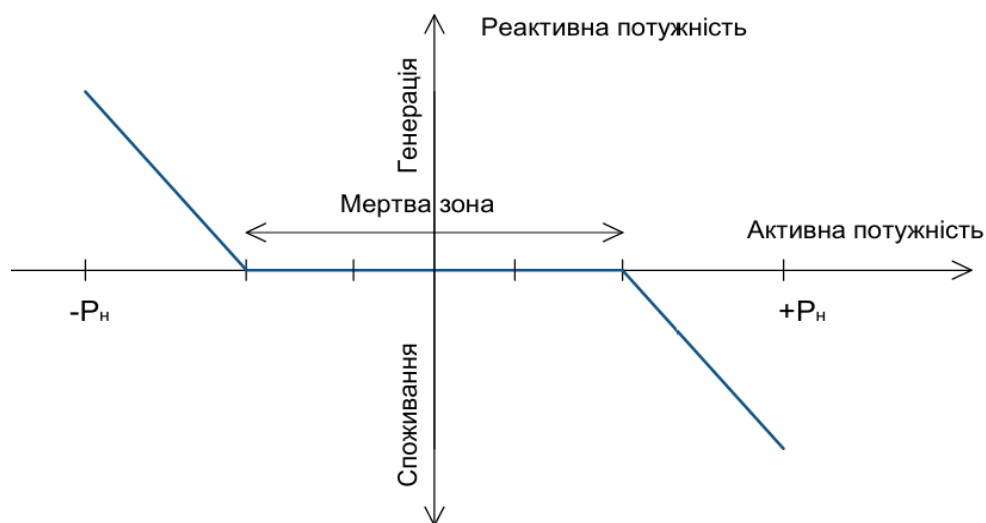 Реактивна потужність
Генерація
Мертва зона
Активна потужність
-Pн
+Pн
Споживання